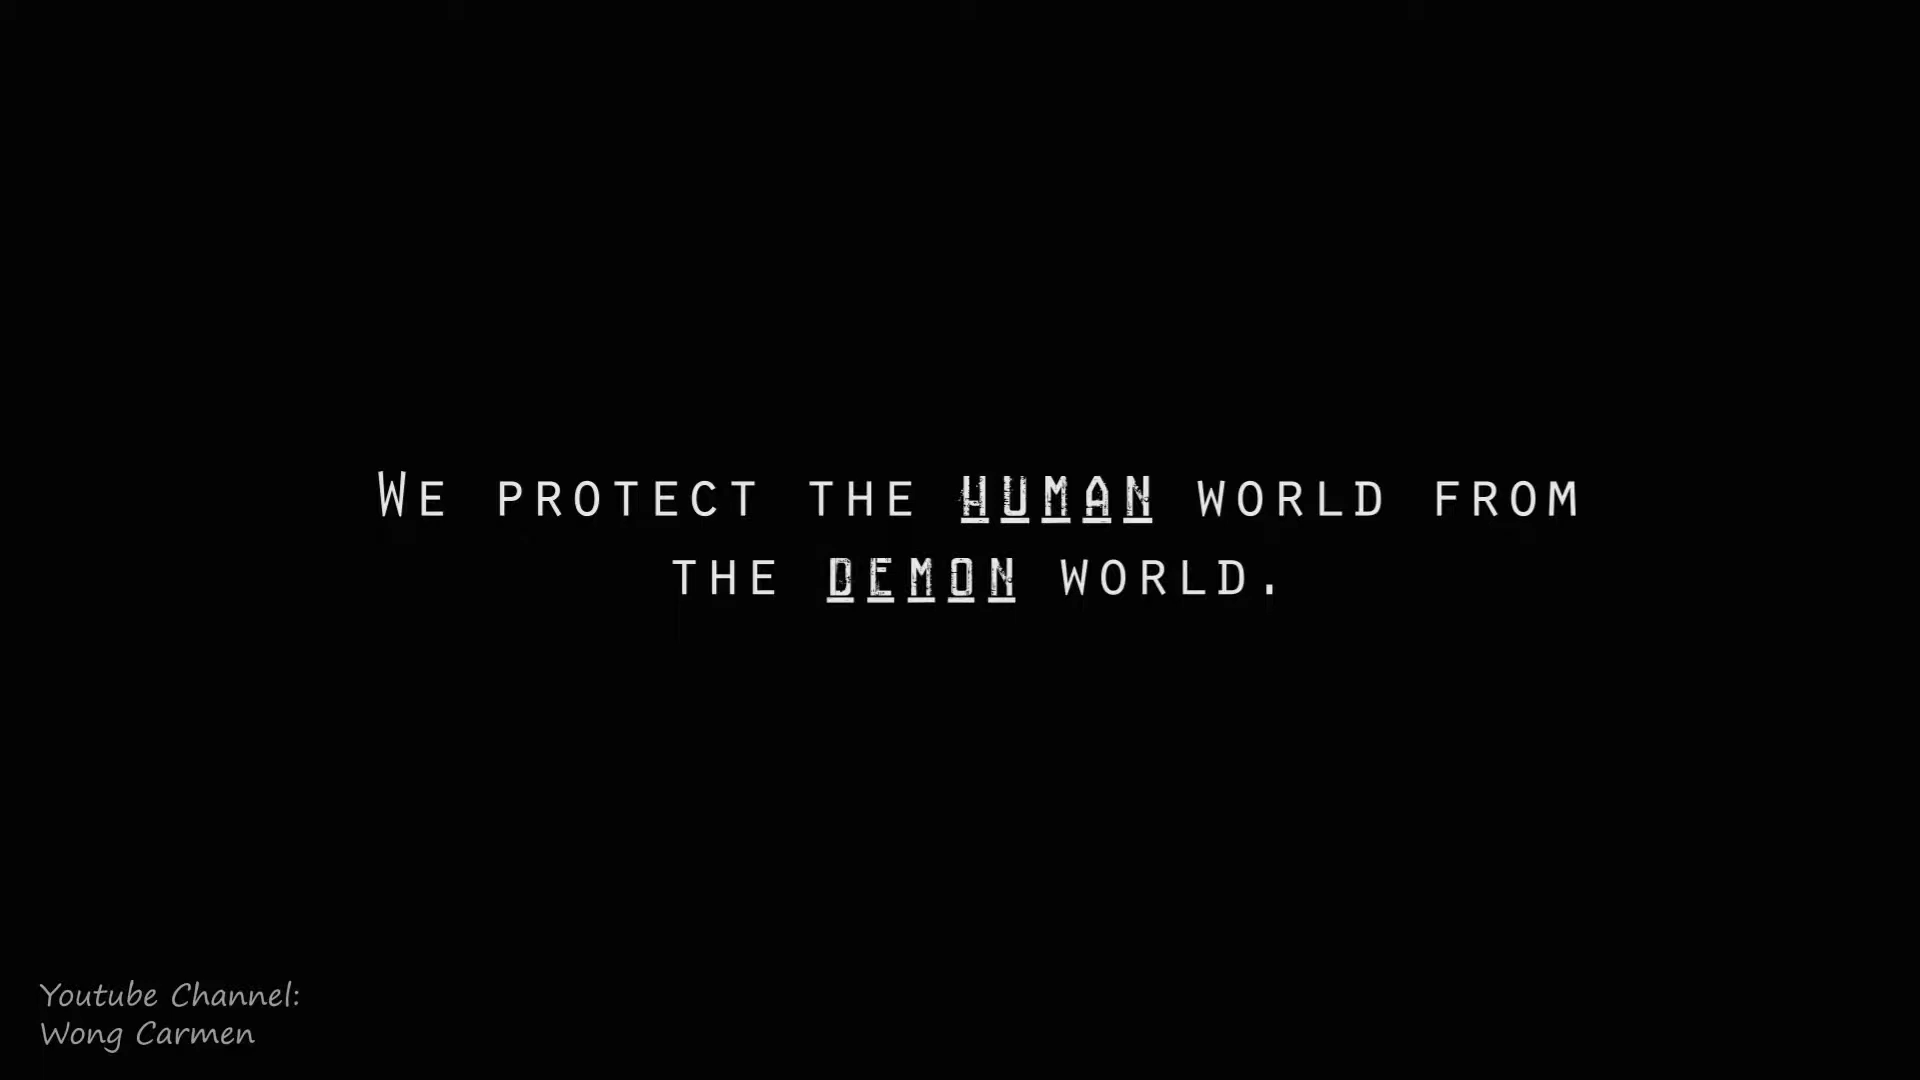 We protect the HUMAN world from
the DEMON world.
Youtube Channel:
Wong Carmen